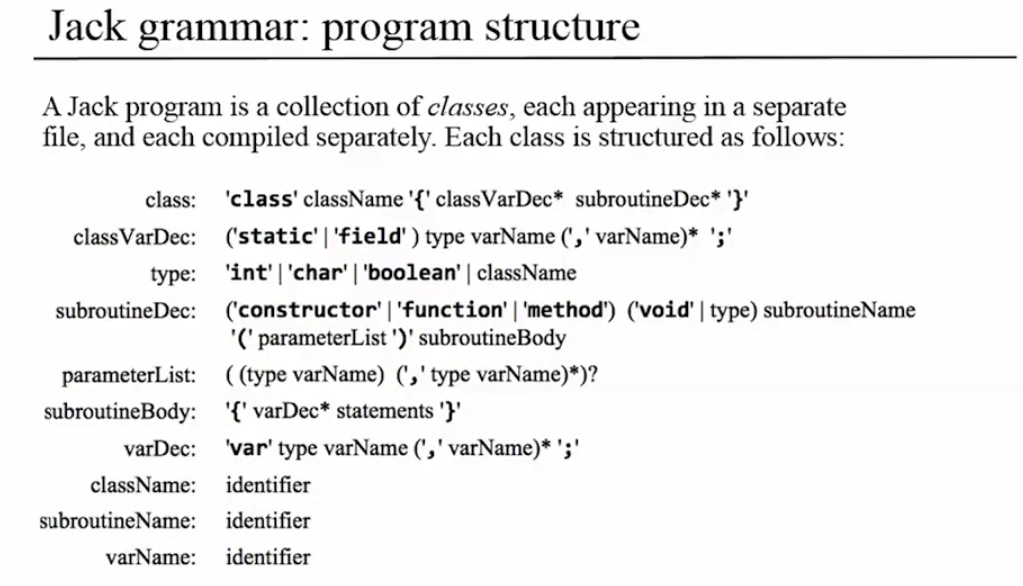 Jack grammar: program structure
A Jack program is a collection of classes, each appearing in a separate
file, and each compiled separately. Each class is structured as follows:
class: 'class' className '{' classVarDec* subroutineDec* '}'
classVarDec: ('static' | 'field' ) type varName (',' varName)* ';'
type: 'int' | 'char' | 'boolean' | className
subroutineDec: ('constructor' | 'function' | 'method') ('void' | type) subroutineName
'(' parameterList ')' subroutineBody
parameterList: ( (type varName) (',' type varName)*)?
subroutineBody: '{' varDec* statements '}'
varDec: 'var' type varName (',' varName)* ';'
className: identifier
subroutineName: identifier
varName: identifier